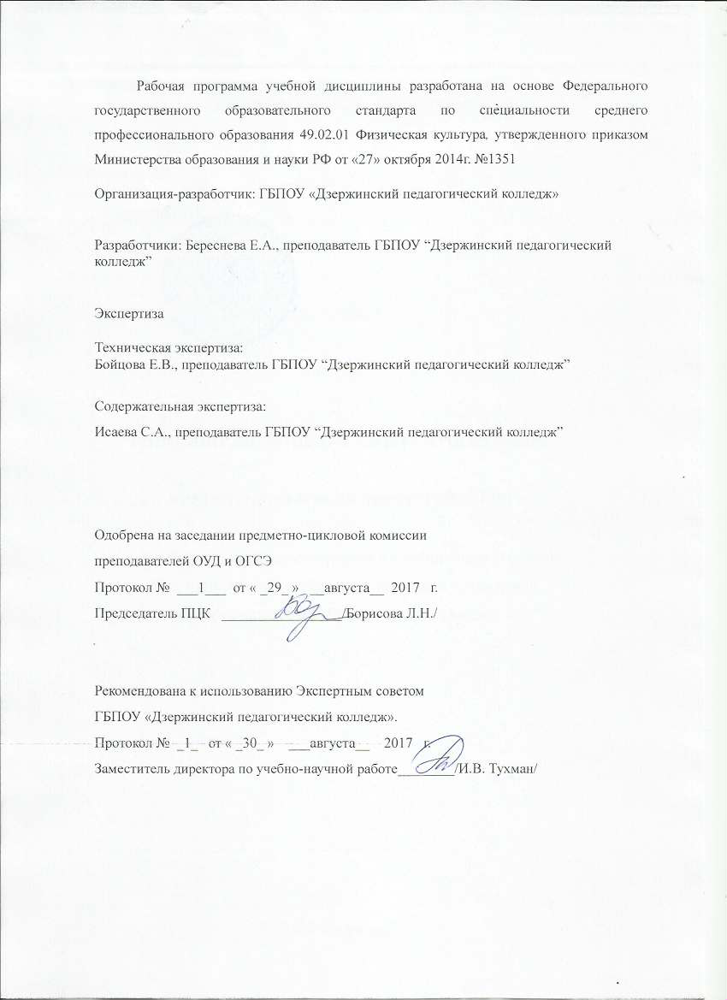 Рабочая программа учебной дисциплины разработана на основе Федерального
государственного образовательного стандарта по специальности среднего
профессионального образования 49.02.01 Физическая культура, утвержденного приказом
Министерства образования и науки РФ от «27» октября 2014г. №1351
Организация-разработчик: ГБПОУ «Дзержинский педагогический колледж»
Разработчики: Береснева Е.А., преподаватель ГБПОУ “Дзержинский педагогический
колледж”
Экспертиза
Техническая экспертиза:
Бойцова Е.В., преподаватель ГБПОУ “Дзержинский педагогический колледж”
Содержательная экспертиза:
Исаева С.А., преподаватель ГБПОУ “Дзержинский педагогический колледж”
Одобрена на заседании предметно-цикловой комиссии
преподавателей ОУД и ОГСЭ
Протокол № ___1___ от « _29_ » __августа__ 2017 г.
Председатель ПЦК _________________/Борисова Л.Н./
Рекомендована к использованию Экспертным советом
ГБПОУ «Дзержинский педагогический колледж».
Протокол № _1_ от « _30_ » ___августа__ 2017 г.
Заместитель директора по учебно-научной работе________/И.В. Тухман/